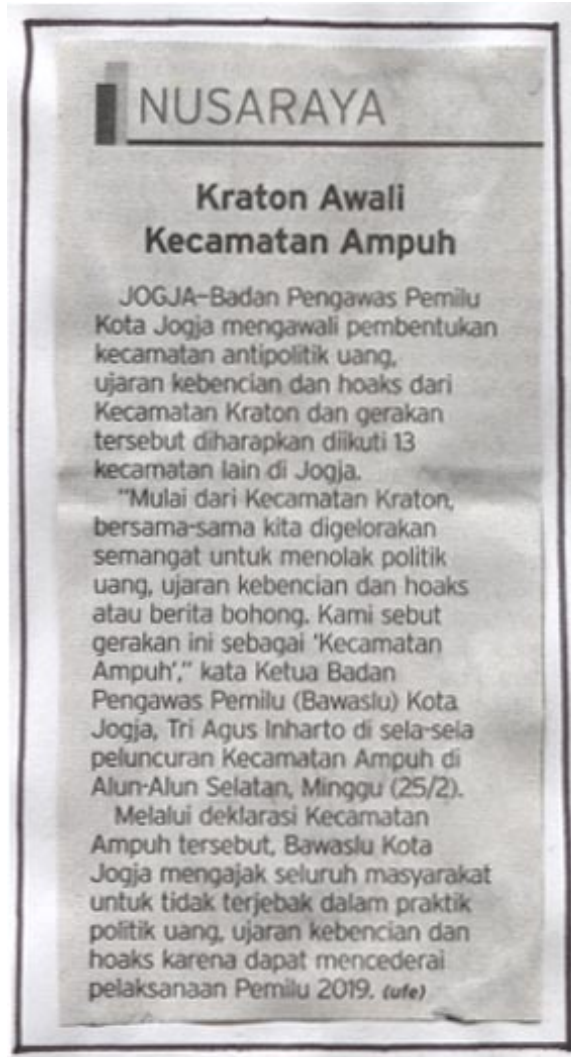 NUSARAYA
Kraton Awali
Kecamatan Ampuh
JOGJA–Badan Pengawas Pemilu
Kota Jogja mengawali pembentukan
kecamatan antipolitik uang,
ujaran kebencian dan hoaks dari
Kecamatan Kraton dan gerakan
tersebut diharapkan diikuti 13
kecamatan lain di Jogja.
"Mulai dari Kecamatan Kraton,
bersama-sama kita digelorakan
semangat untuk menolak politik
uang, ujaran kebencian dan hoaks
atau berita bohong. Kami sebut
gerakan ini sebagai 'Kecamatan
Ampuh'," kata Ketua Badan
Pengawas Pemilu (Bawaslu) Kota
Jogja, Tri Agus Inharto di sela-sela
peluncuran Kecamatan Ampuh di
Alun-Alun Selatan, Minggu (25/2).
Melalui deklarasi Kecamatan
Ampuh tersebut, Bawaslu Kota
Jogja mengajak seluruh masyarakat
untuk tidak terjebak dalam praktik
politik uang, ujaran kebencian dan
hoaks karena dapat mencederai
pelaksanaan Pemilu 2019. (ufe)